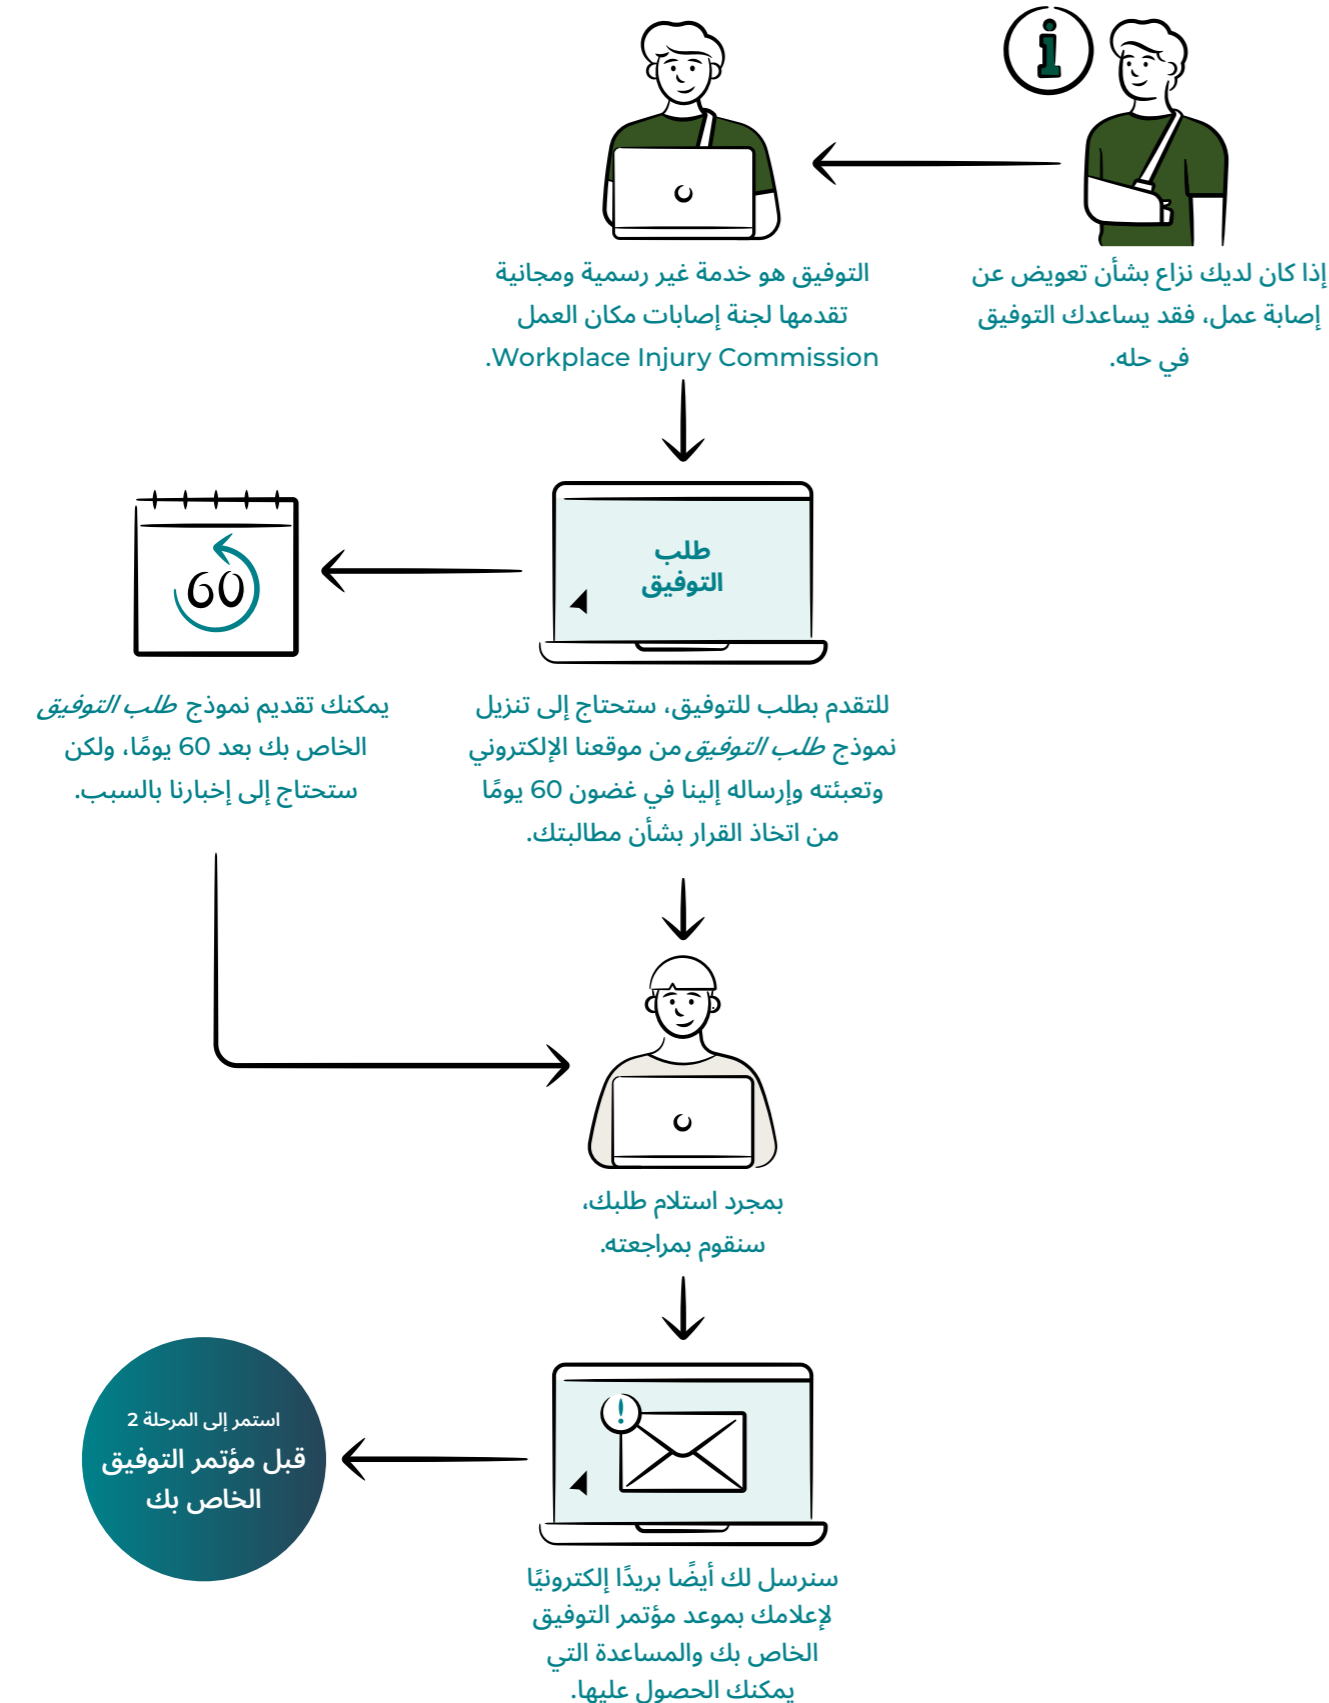 إذا كان لديك نزاع بشأن تعويض عن
إصابة عمل، فقد يساعدك التوفيق
في حله.
التوفيق هو خدمة غير رسمية ومجانية
تقدمها لجنة إصابات مكان العمل
Workplace Injury Commission.
طلب
التوفيق
للتقدم بطلب للتوفيق، ستحتاج إلى تنزيل
نموذج طلب التوفيق من موقعنا الإلكتروني
وتعبئته وإرساله إلينا في غضون 60 يومًا
من اتخاذ القرار بشأن مطالبتك.
60
يمكنك تقديم نموذج طلب التوفيق
الخاص بك بعد 60 يومًا، ولكن
ستحتاج إلى إخبارنا بالسبب.
بمجرد استلام طلبك،
سنقوم بمراجعته.
سنرسل لك أيضًا بريدًا إلكترونيًا
لإعلامك بموعد مؤتمر التوفيق
الخاص بك والمساعدة التي
يمكنك الحصول عليها.
استمر إلى المرحلة 2
قبل مؤتمر التوفيق
الخاص بك